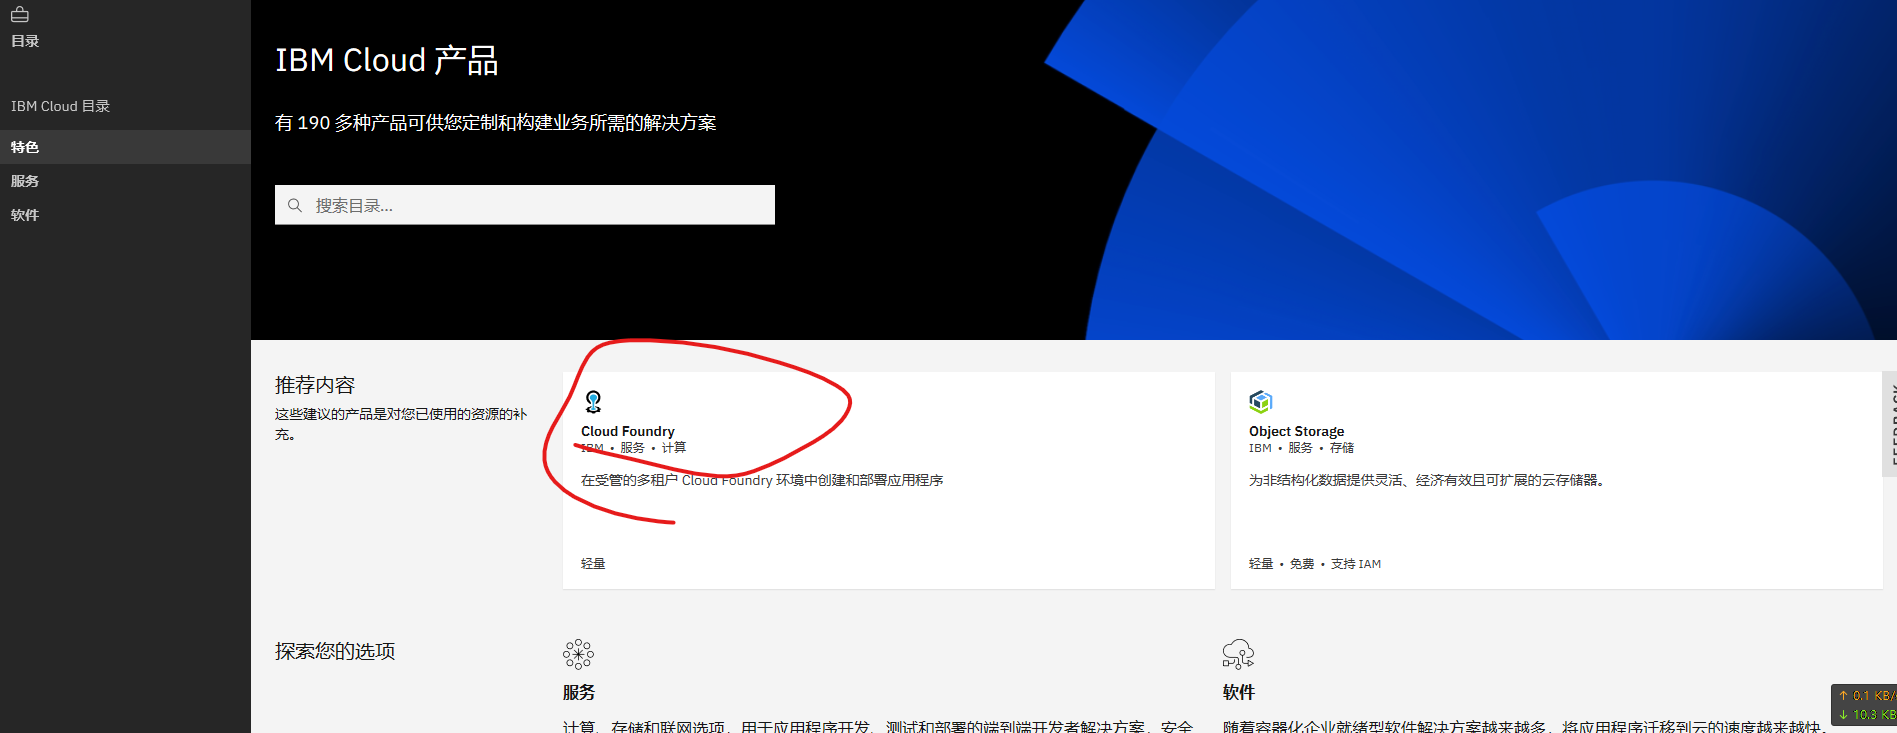 目录
IBM Cloud 目录
特色
服务
软件
IBM Cloud 产品
有 190 多种产品可供您定制和构建业务所需的解决方案
搜索目录...
推荐内容
这些建议的产品是对您已使用的资源的补
充。
Cloud Foundry
IBM • 服务 • 计算
在受管的多租户 Cloud Foundry 环境中创建和部署应用程序
轻量
Object Storage
IBM • 服务 • 存储
为非结构化数据提供灵活、经济有效且可扩展的云存储器。
轻量 • 免费 • 支持 IAM
FEEDBACK
探索您的选项
服务
计算、存储和联网选项，用于应用程序开发、测试和部署的端到端开发者解决方案，安全
软件
随着容器化企业就绪型软件解决方案越来越多，将应用程序迁移到云的速度越来越快。
↑ 0.1 KB/
↓ 10.3 KB